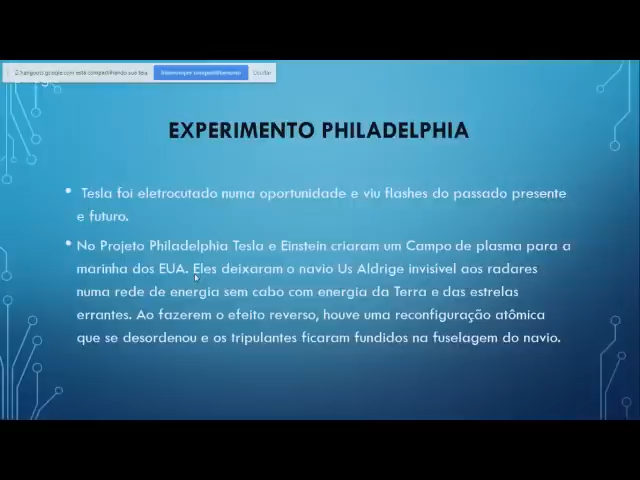 hangouts.google.com está compartilhando sua tela
Interromper compartilhamento
Ocultar
EXPERIMENTO PHILADELPHIA
• Tesla foi eletrocutado numa oportunidade e viu flashes do passado presente
e futuro.
• No Projeto Philadelphia Tesla e Einstein criaram um Campo de plasma para a
marinha dos EUA. Eles deixaram o navio Us Aldrige invisível aos radares
numa rede de energia sem cabo com energia da Terra e das estrelas
errantes. Ao fazerem o efeito reverso, houve uma reconfiguração atômica
que se desordenou e os tripulantes ficaram fundidos na fuselagem do navio.